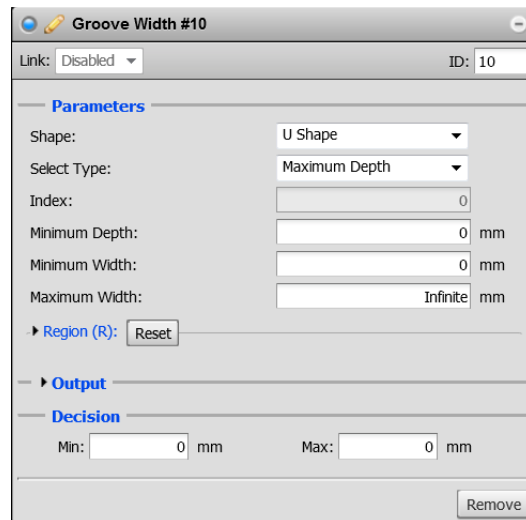 Groove Width #10
Link: Disabled ID: 10
Parameters
Shape: U Shape
Select Type: Maximum Depth
Index: 0
Minimum Depth: 0 mm
Minimum Width: 0 mm
Maximum Width: Infinite mm
Region (R): Reset
Output
Decision
Min: 0 mm Max: 0 mm
Remove